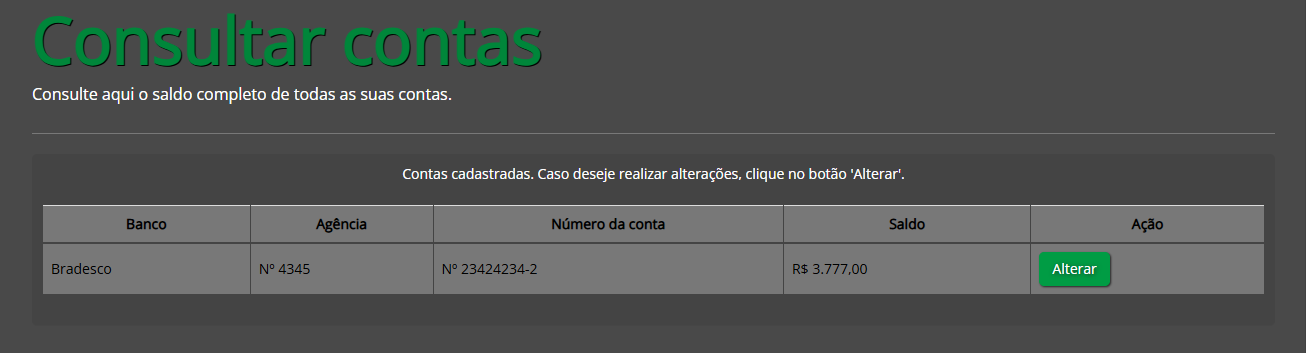 Consultar contas
Consulte aqui o saldo completo de todas as suas contas.
Contas cadastradas. Caso deseje realizar alterações, clique no botão 'Alterar'.
Banco Agência Número da conta Saldo Ação
Bradesco Nº 4345 Nº 23424234-2 R$ 3.777,00 Alterar